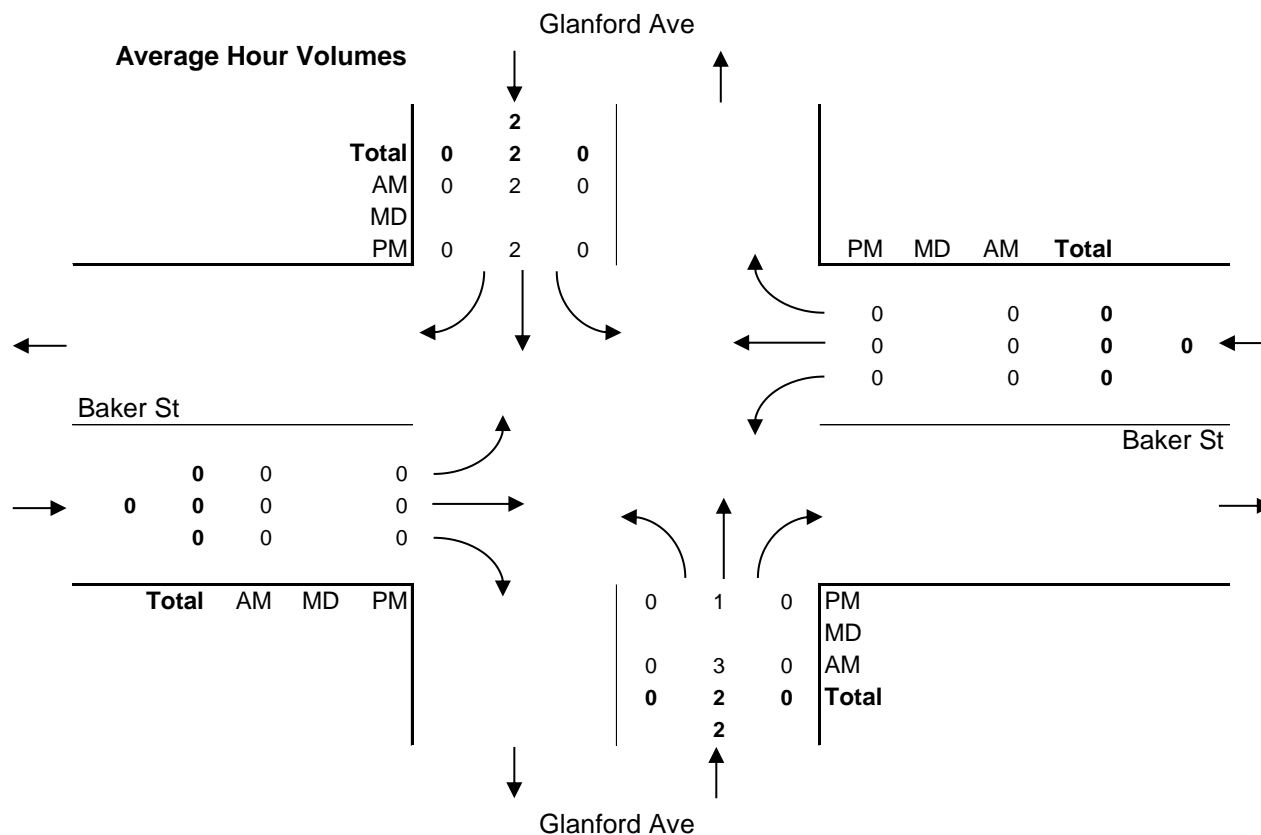 Glanford Ave
Average Hour Volumes
2
Total 0 2 0
AM 0 2 0
MD
PM 0 2 0
PM MD AM Total
0 0 0
0 0 0 0
0 0 0
Baker St
Baker St
0 0 0
0 0 0 0
0 0 0
Total AM MD PM
0 1 0 PM
MD
0 3 0 AM
0 2 0 Total
2
Glanford Ave